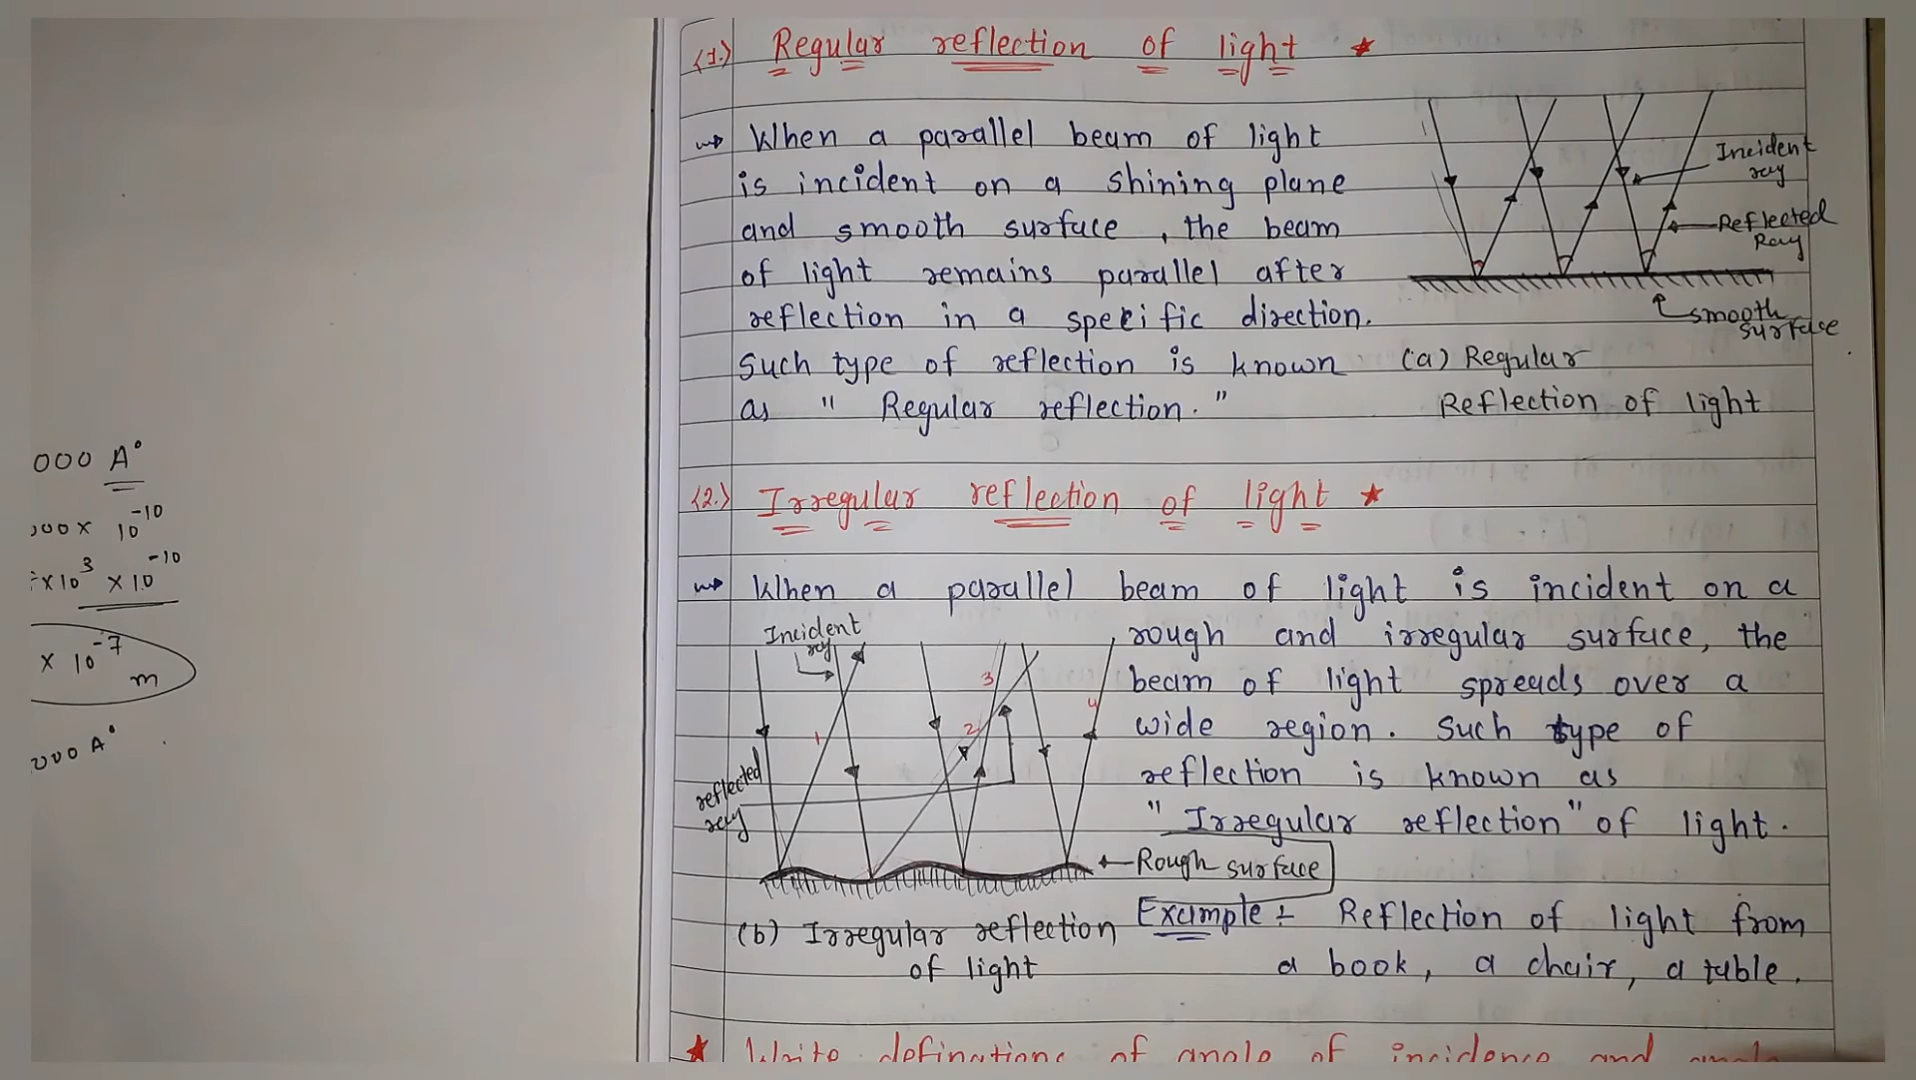 000 A°
000 x 10^-10
x 10^3 x 10^-10
x 10^-7 m
000 A°
(1.) Regular reflection of light ★
When a parallel beam of light
is incident on a shining plane
and smooth surface, the beam
of light remains parallel after
reflection in a specific direction.
Such type of reflection is known
as " Regular reflection. "
Incident
ray
Reflected
Ray
smooth
surface
(a) Regular
Reflection of light
(2.) Irregular reflection of light ★
When a parallel beam of light is incident on a
rough and irregular surface, the
beam of light spreads over a
wide region. Such type of
reflection is known as
" Irregular reflection" of light.
Incident
ray
1
2
3
4
reflected
ray
Rough surface
(b) Irregular reflection
of light
Example :- Reflection of light from
a book, a chair, a table.
★ Write definations of angle of incidence and angle